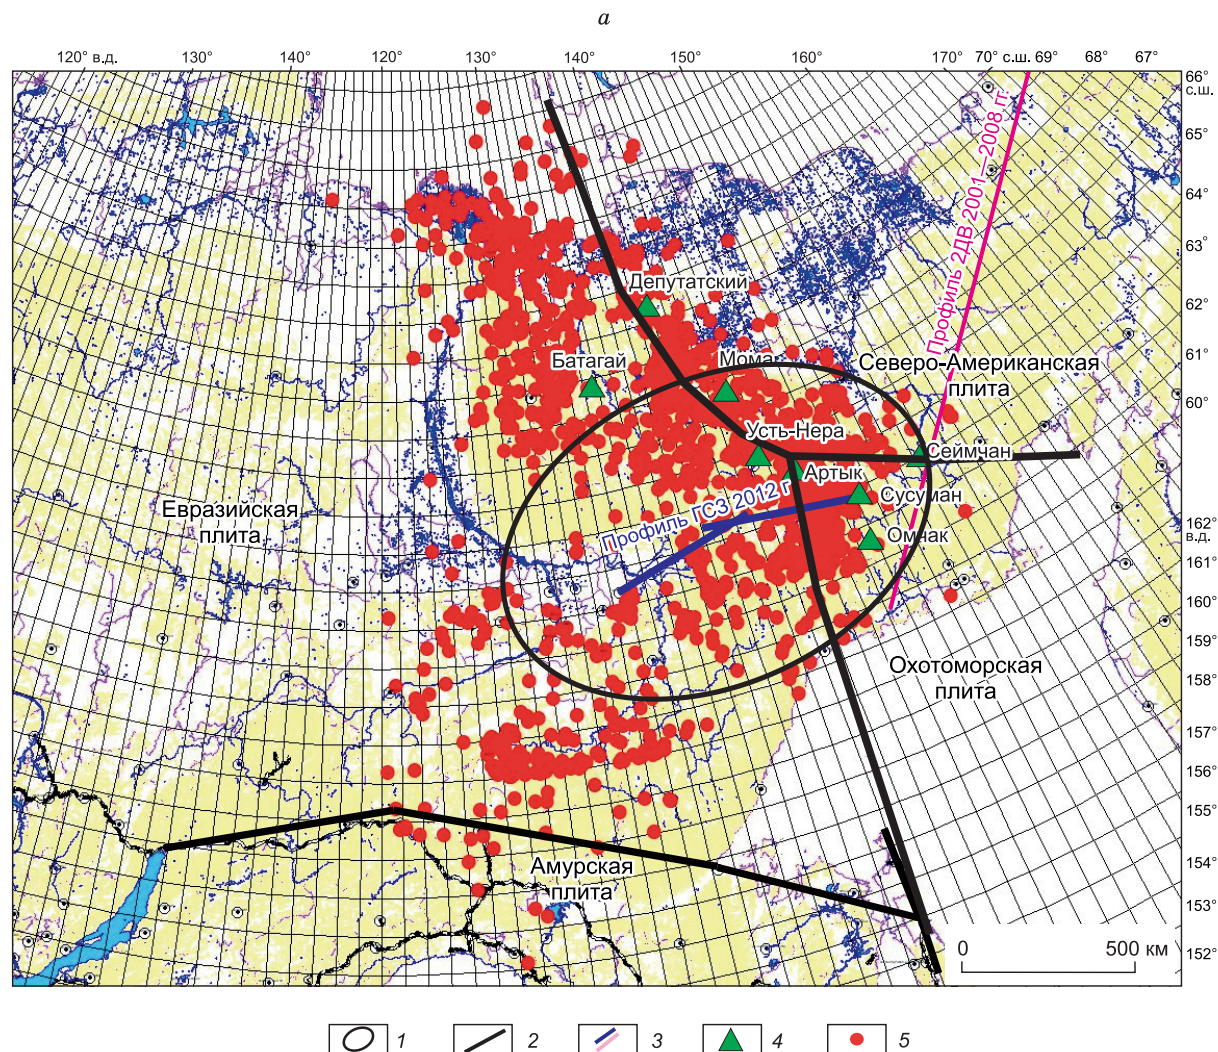 а
120° в.д. 130° 140° 120° 130° 140° 150° 160° 170° 70° с.ш. 69° 68° 67°
66°
с.ш.
65°
64°
63°
62°
61°
60°
162°
в.д.
161°
160°
159°
158°
157°
156°
155°
154°
153°
152°
Профиль 2ДВ 2001–2008 гг.
Депутатский
Батагай
Мома
Северо-Американская
плита
Усть-Нера
Сеймчан
Артык
Сусуман
Профиль ГСЗ 2012 г.
Омчак
Евразийская
плита
Охотоморская
плита
Амурская
плита
0 500 км
1 2 3 4 5